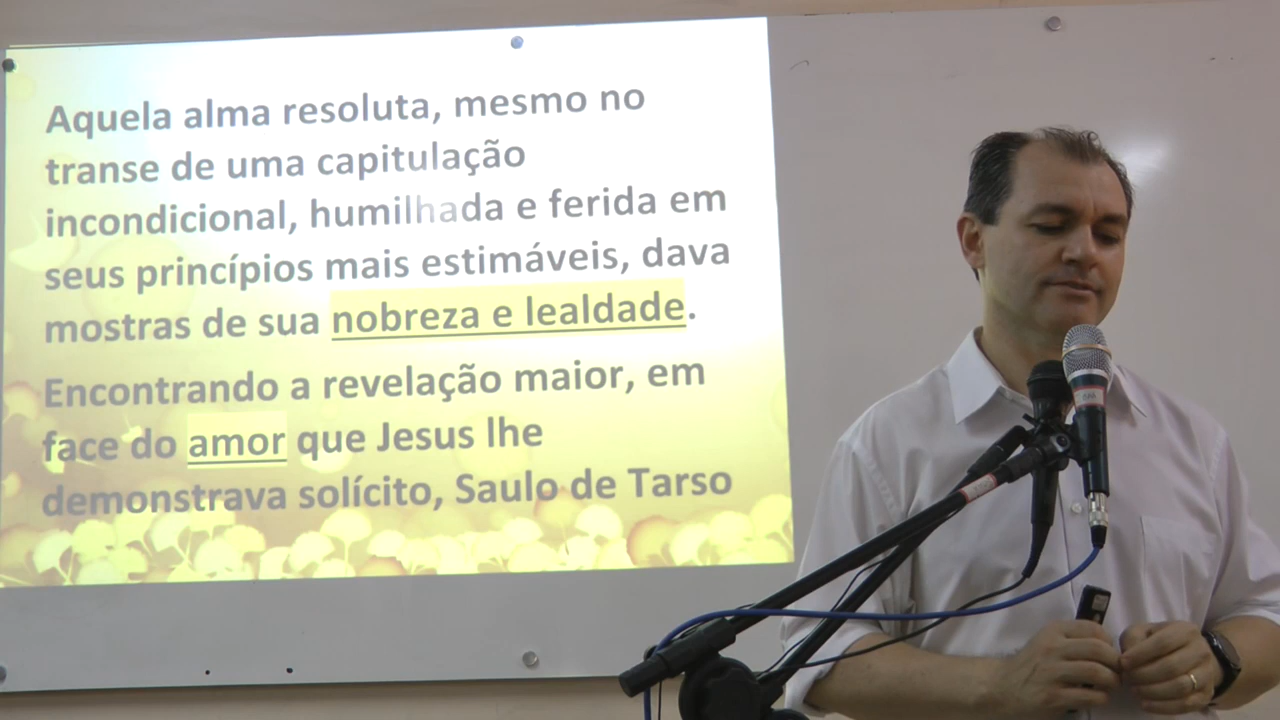 Aquela alma resoluta, mesmo no
transe de uma capitulação
incondicional, humilhada e ferida em
seus princípios mais estimáveis, dava
mostras de sua nobreza e lealdade.
Encontrando a revelação maior, em
face do amor que Jesus lhe
demonstrava solícito, Saulo de Tarso